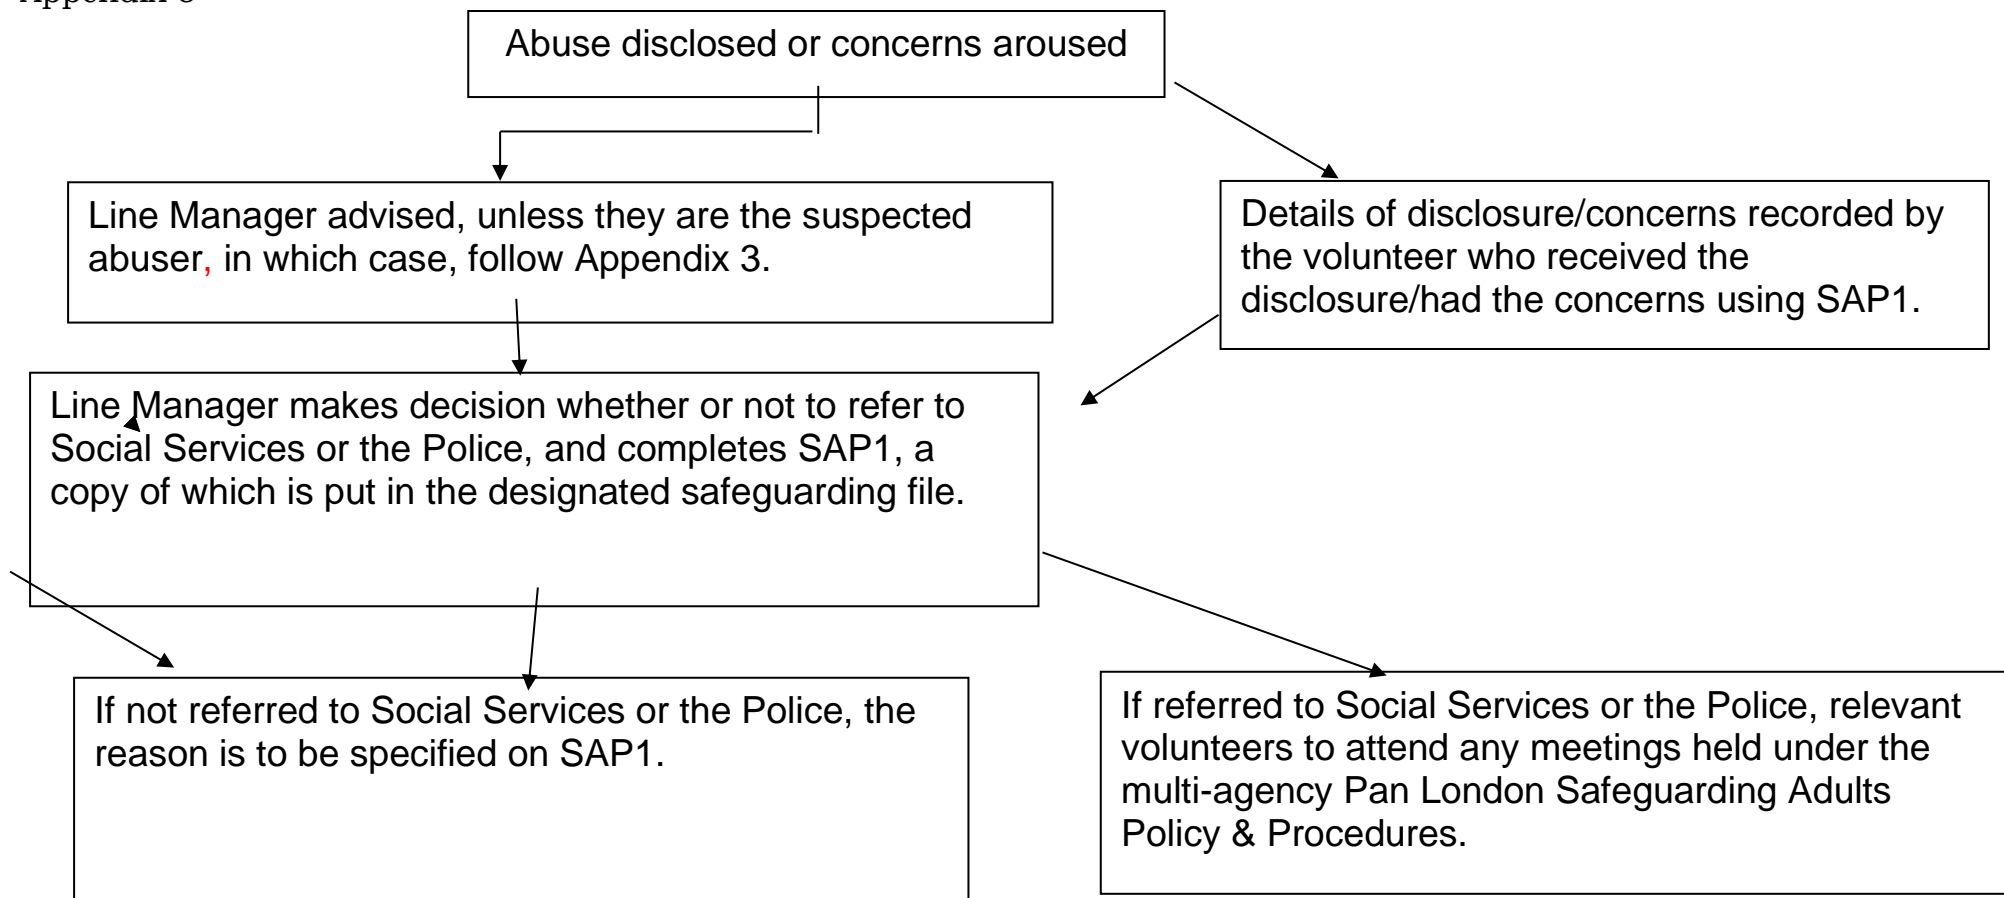 Appendix
Abuse disclosed or concerns aroused
Line Manager advised, unless they are the suspected
abuser, in which case, follow Appendix 3.
Details of disclosure/concerns recorded by
the volunteer who received the
disclosure/had the concerns using SAP1.
Line Manager makes decision whether or not to refer to
Social Services or the Police, and completes SAP1, a
copy of which is put in the designated safeguarding file.
If not referred to Social Services or the Police, the
reason is to be specified on SAP1.
If referred to Social Services or the Police, relevant
volunteers to attend any meetings held under the
multi-agency Pan London Safeguarding Adults
Policy & Procedures.